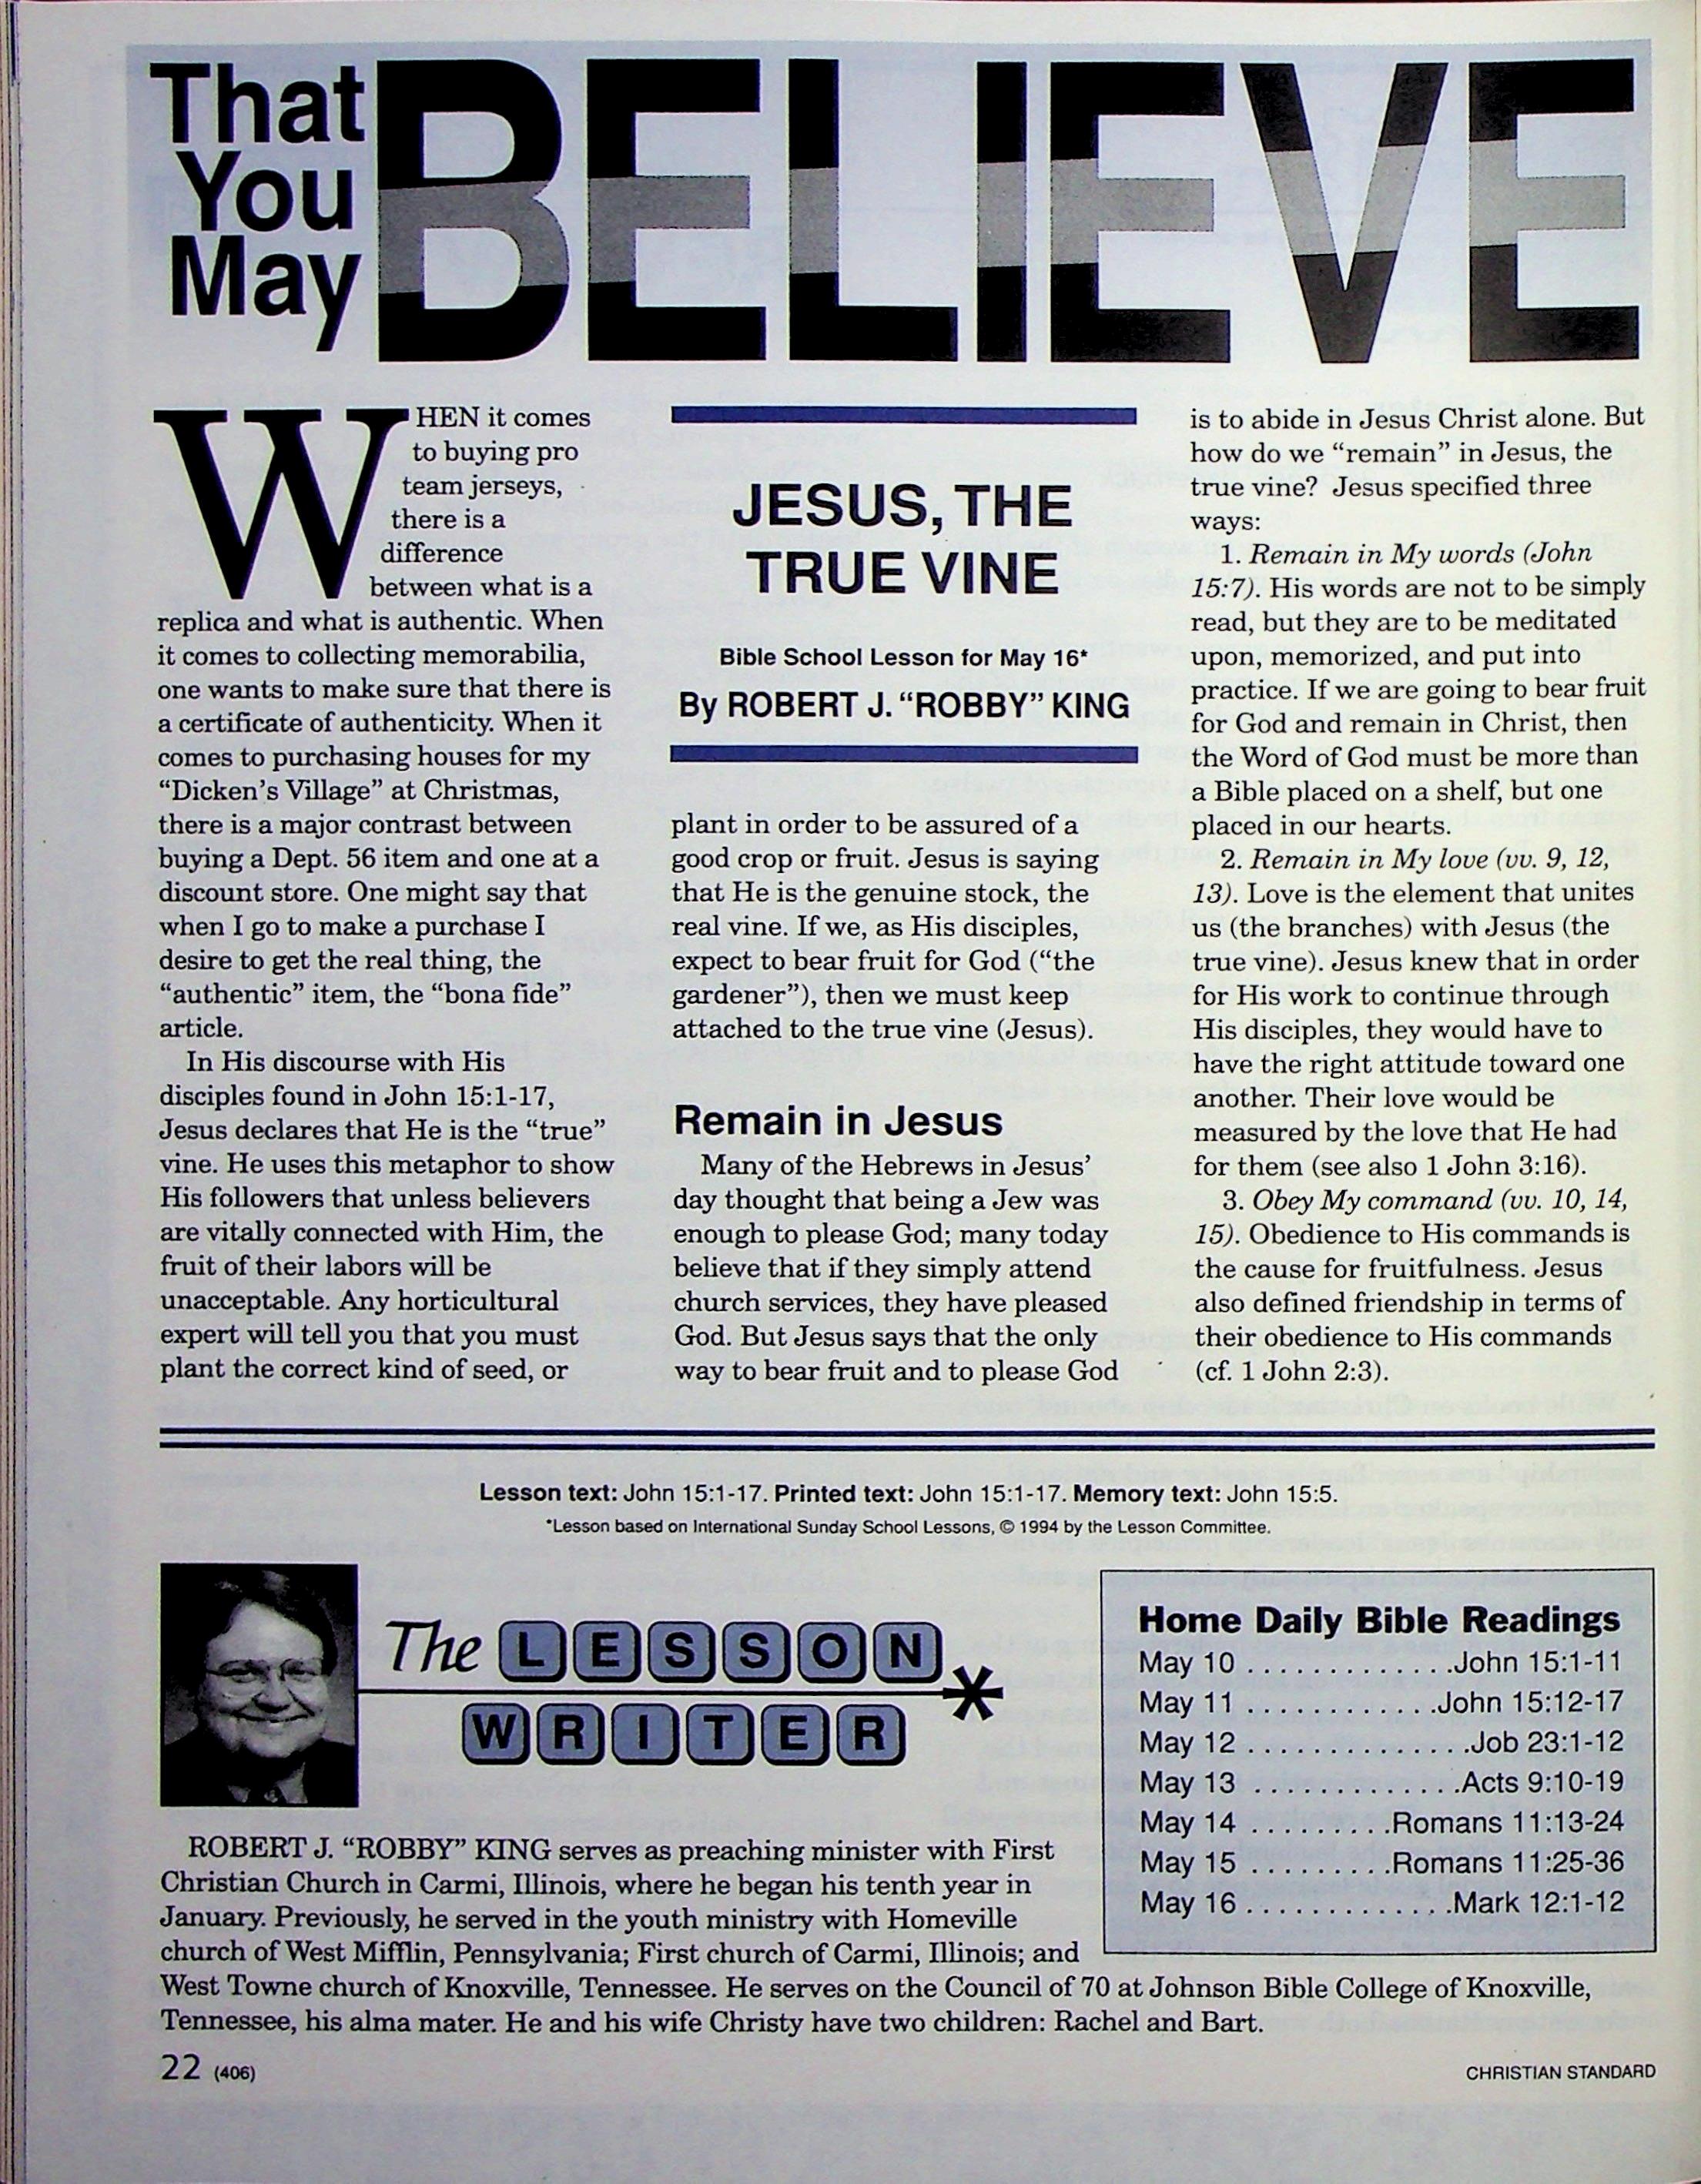 That
You
May
BELIEVE
WHEN it comes
to buying pro
team jerseys,
there is a
difference
between what is a
replica and what is authentic. When
it comes to collecting memorabilia,
one wants to make sure that there is
a certificate of authenticity. When it
comes to purchasing houses for my
“Dicken’s Village” at Christmas,
there is a major contrast between
buying a Dept. 56 item and one at a
discount store. One might say that
when I go to make a purchase I
desire to get the real thing, the
“authentic” item, the “bona fide”
article.
In His discourse with His
disciples found in John 15:1-17,
Jesus declares that He is the “true”
vine. He uses this metaphor to show
His followers that unless believers
are vitally connected with Him, the
fruit of their labors will be
unacceptable. Any horticultural
expert will tell you that you must
plant the correct kind of seed, or
JESUS, THE
TRUE VINE
Bible School Lesson for May 16*
By ROBERT J. “ROBBY” KING
plant in order to be assured of a
good crop or fruit. Jesus is saying
that He is the genuine stock, the
real vine. If we, as His disciples,
expect to bear fruit for God (“the
gardener”), then we must keep
attached to the true vine (Jesus).
Remain in Jesus
Many of the Hebrews in Jesus’
day thought that being a Jew was
enough to please God; many today
believe that if they simply attend
church services, they have pleased
God. But Jesus says that the only
way to bear fruit and to please God
is to abide in Jesus Christ alone. But
how do we “remain” in Jesus, the
true vine? Jesus specified three
ways:
1. Remain in My words (John
15:7). His words are not to be simply
read, but they are to be meditated
upon, memorized, and put into
practice. If we are going to bear fruit
for God and remain in Christ, then
the Word of God must be more than
a Bible placed on a shelf, but one
placed in our hearts.
2. Remain in My love (vv. 9, 12,
13). Love is the element that unites
us (the branches) with Jesus (the
true vine). Jesus knew that in order
for His work to continue through
His disciples, they would have to
have the right attitude toward one
another. Their love would be
measured by the love that He had
for them (see also 1 John 3:16).
3. Obey My command (vv. 10, 14,
15). Obedience to His commands is
the cause for fruitfulness. Jesus
also defined friendship in terms of
their obedience to His commands
(cf. 1 John 2:3).
Lesson text: John 15:1-17. Printed text: John 15:1-17. Memory text: John 15:5.
*Lesson based on International Sunday School Lessons, © 1994 by the Lesson Committee.
The LESSON
WRITER*
ROBERT J. “ROBBY” KING serves as preaching minister with First
Christian Church in Carmi, Illinois, where he began his tenth year in
January. Previously, he served in the youth ministry with Homeville
church of West Mifflin, Pennsylvania; First church of Carmi, Illinois; and
West Towne church of Knoxville, Tennessee. He serves on the Council of 70 at Johnson Bible College of Knoxville,
Tennessee, his alma mater. He and his wife Christy have two children: Rachel and Bart.
Home Daily Bible Readings
May 10 . . . . . . . . . . . . .John 15:1-11
May 11 . . . . . . . . . . . .John 15:12-17
May 12 . . . . . . . . . . . . . .Job 23:1-12
May 13 . . . . . . . . . . . . .Acts 9:10-19
May 14 . . . . . . . . .Romans 11:13-24
May 15 . . . . . . . . .Romans 11:25-36
May 16 . . . . . . . . . . . . .Mark 12:1-12
22 (406)
CHRISTIAN STANDARD